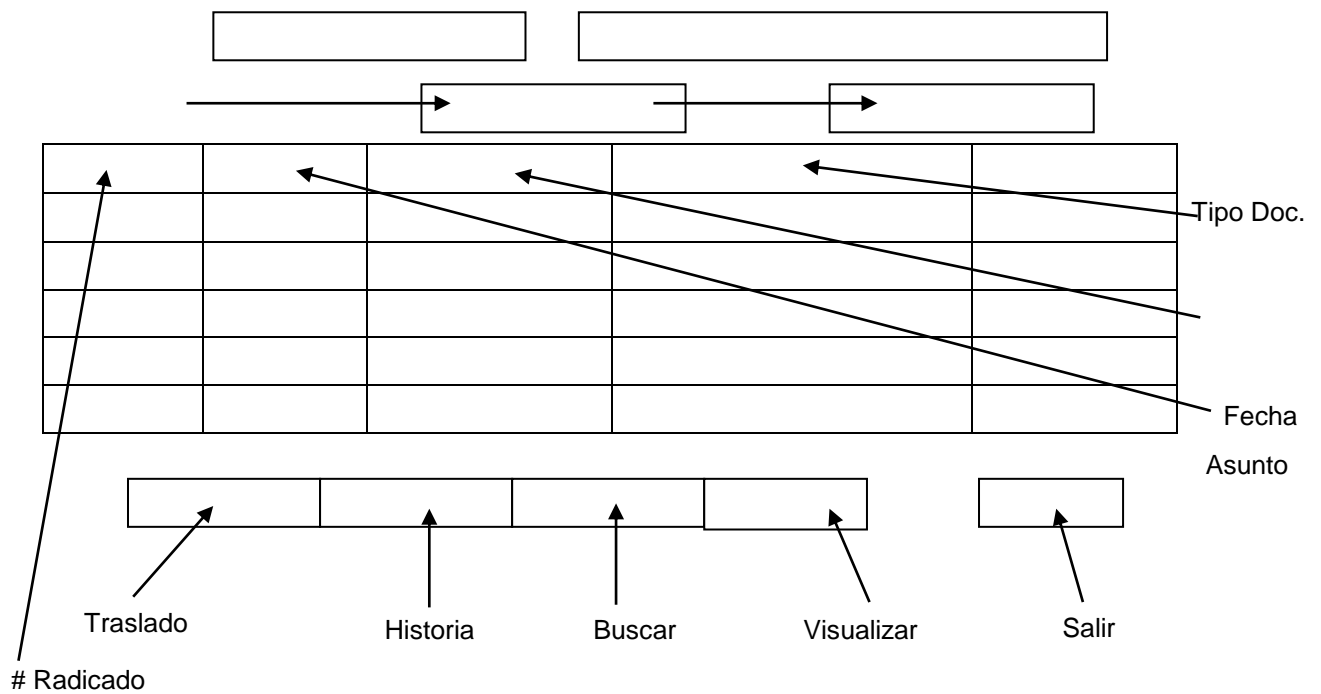 Tipo Doc.
Fecha
Asunto
Traslado
Historia
Buscar
Visualizar
Salir
# Radicado